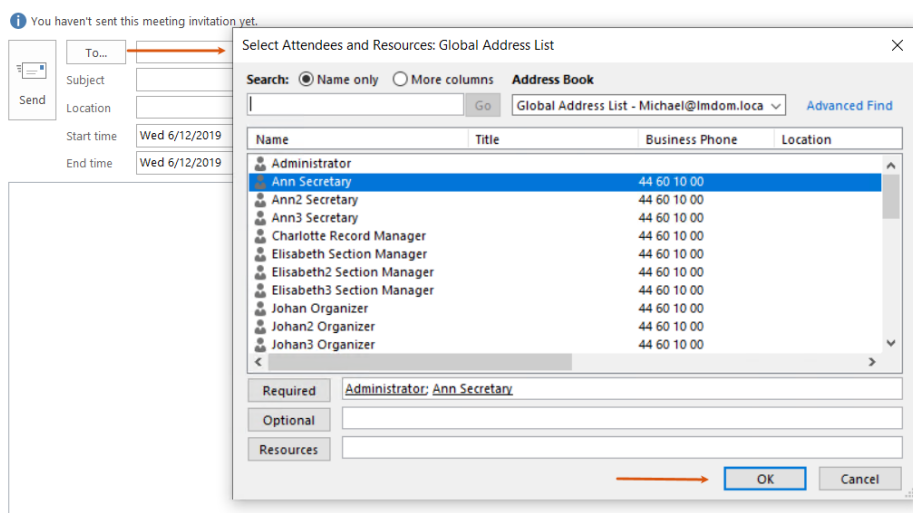 You haven't sent this meeting invitation yet.
To...
Send
Subject
Location
Start time Wed 6/12/2019
End time Wed 6/12/2019
Select Attendees and Resources: Global Address List
Search: Name only More columns Address Book
Go Global Address List - Michael@lmdom.loca Advanced Find
Name Title Business Phone Location
Administrator
Ann Secretary 44 60 10 00
Ann2 Secretary 44 60 10 00
Ann3 Secretary 44 60 10 00
Charlotte Record Manager 44 60 10 00
Elisabeth Section Manager 44 60 10 00
Elisabeth2 Section Manager 44 60 10 00
Elisabeth3 Section Manager 44 60 10 00
Johan Organizer 44 60 10 00
Johan2 Organizer 44 60 10 00
Johan3 Organizer 44 60 10 00
Required Administrator; Ann Secretary
Optional
Resources
OK Cancel